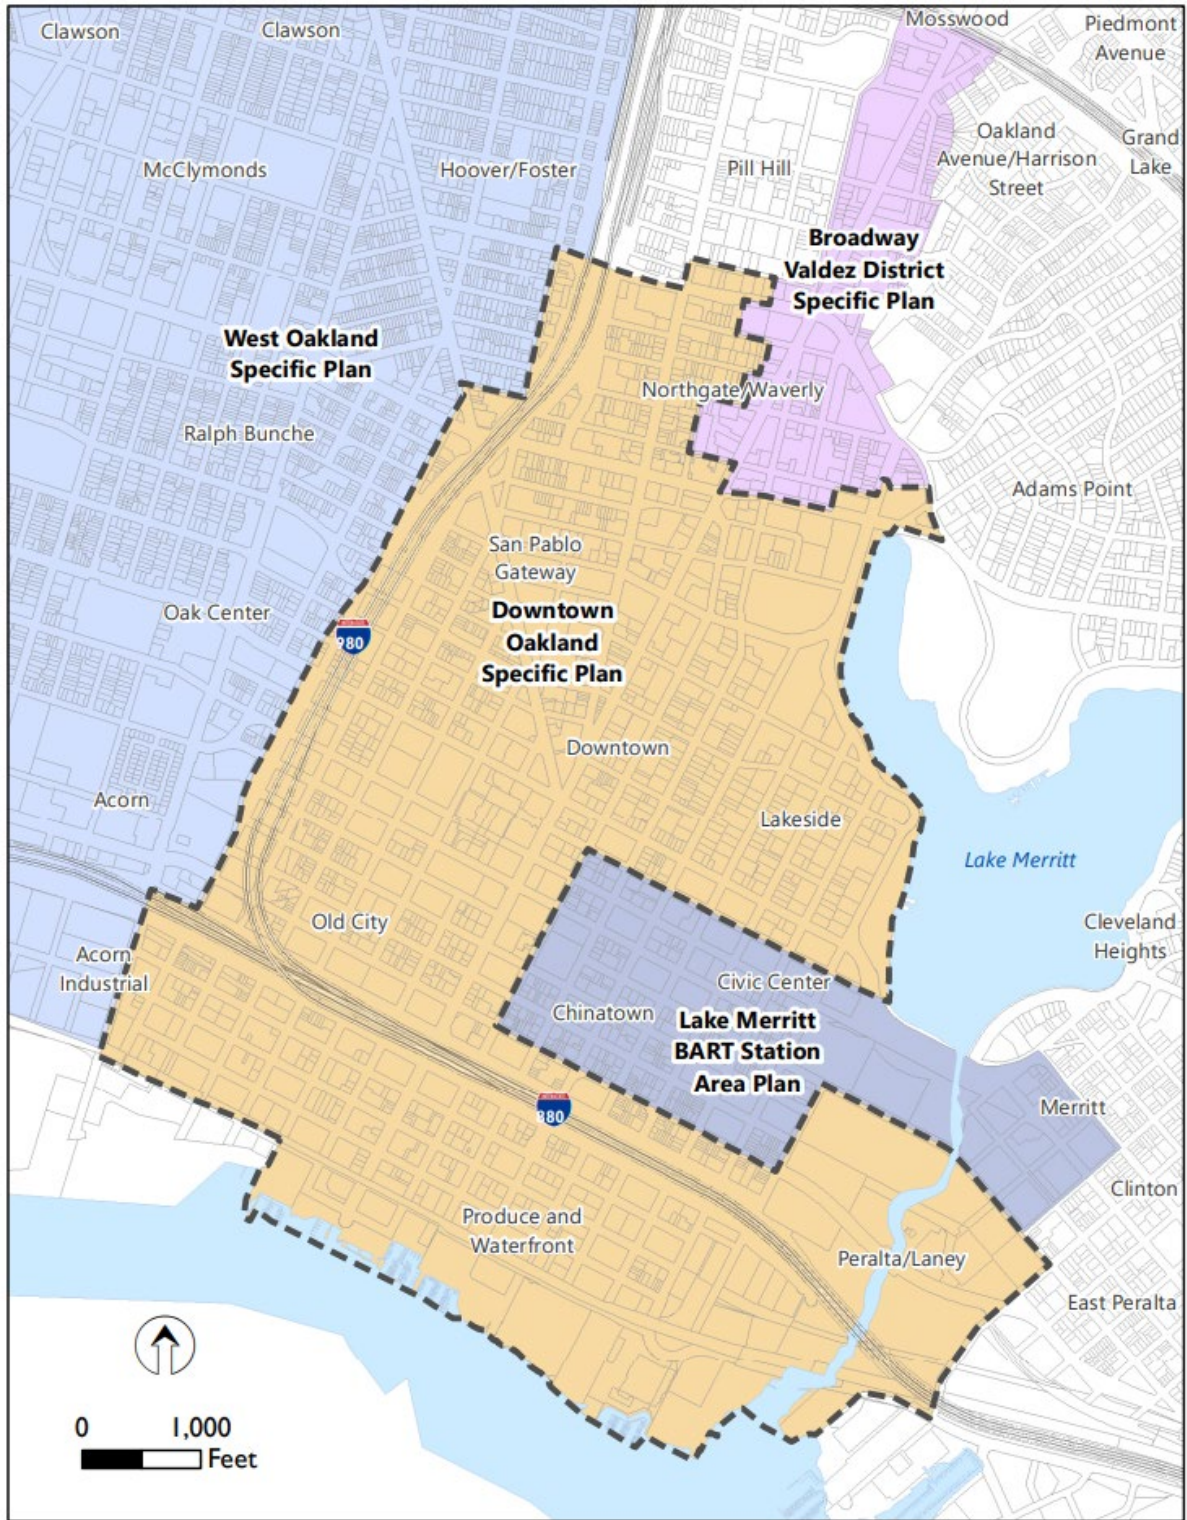 Clawson
Clawson
Mosswood
Piedmont
Avenue
McClymonds
Hoover/Foster
Pill Hill
Oakland
Avenue/Harrison
Street
Grand
Lake
Broadway
Valdez District
Specific Plan
West Oakland
Specific Plan
Northgate/Waverly
Ralph Bunche
Adams Point
San Pablo
Gateway
Oak Center
Downtown
Oakland
Specific Plan
980
Downtown
Acorn
Lakeside
Lake Merritt
Old City
Cleveland
Heights
Acorn
Industrial
Civic Center
Chinatown
Lake Merritt
BART Station
Area Plan
880
Merritt
Clinton
Produce and
Waterfront
Peralta/Laney
East Peralta
0 1,000
Feet